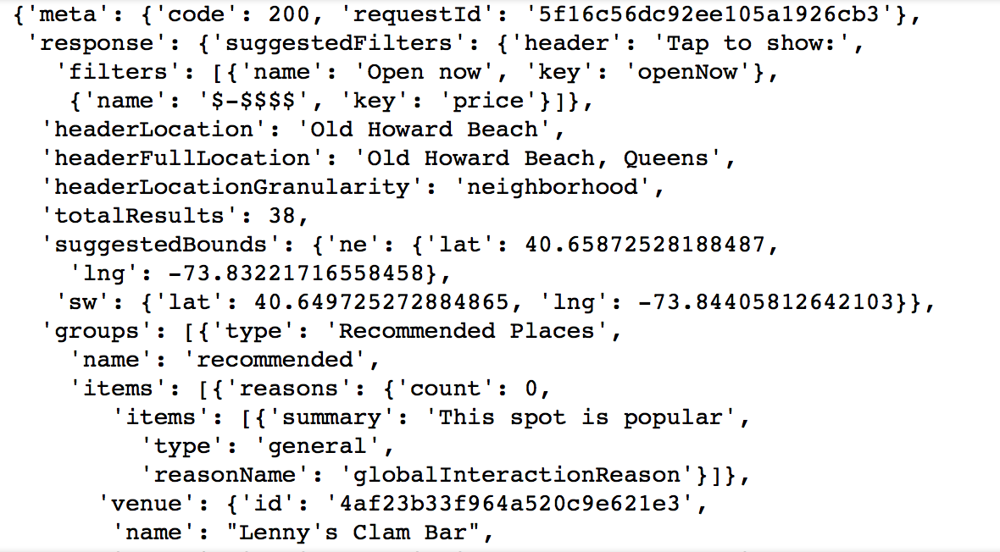 {'meta': {'code': 200, 'requestId': '5f16c56dc92ee105a1926cb3'},
'response': {'suggestedFilters': {'header': 'Tap to show:',
'filters': [{'name': 'Open now', 'key': 'openNow'},
{'name': '$-$$$$', 'key': 'price'}]},
'headerLocation': 'Old Howard Beach',
'headerFullLocation': 'Old Howard Beach, Queens',
'headerLocationGranularity': 'neighborhood',
'totalResults': 38,
'suggestedBounds': {'ne': {'lat': 40.65872528188487,
'lng': -73.83221716558458},
'sw': {'lat': 40.649725272884865, 'lng': -73.84405812642103}},
'groups': [{'type': 'Recommended Places',
'name': 'recommended',
'items': [{'reasons': {'count': 0,
'items': [{'summary': 'This spot is popular',
'type': 'general',
'reasonName': 'globalInteractionReason'}]},
'venue': {'id': '4af23b33f964a520c9e621e3',
'name': "Lenny's Clam Bar",